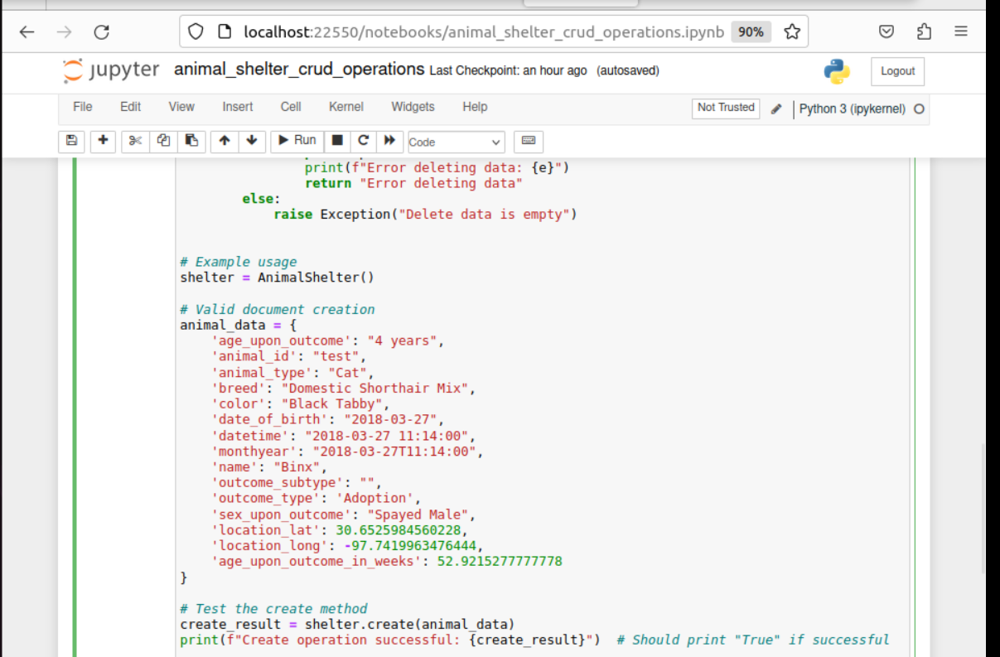 localhost:22550/notebooks/animal_shelter_crud_operations.ipynb 90%
jupyter animal_shelter_crud_operations Last Checkpoint: an hour ago (autosaved) Logout
File Edit View Insert Cell Kernel Widgets Help Not Trusted Python 3 (ipykernel)
Run Code
print(f"Error deleting data: {e}")
return "Error deleting data"
else:
raise Exception("Delete data is empty")
# Example usage
shelter = AnimalShelter()
# Valid document creation
animal_data = {
'age_upon_outcome': "4 years",
'animal_id': "test",
'animal_type': "Cat",
'breed': "Domestic Shorthair Mix",
'color': "Black Tabby",
'date_of_birth': "2018-03-27",
'datetime': "2018-03-27 11:14:00",
'monthyear': "2018-03-27T11:14:00",
'name': "Binx",
'outcome_subtype': "",
'outcome_type': 'Adoption',
'sex_upon_outcome': "Spayed Male",
'location_lat': 30.6525984560228,
'location_long': -97.7419963476444,
'age_upon_outcome_in_weeks': 52.9215277777778
}
# Test the create method
create_result = shelter.create(animal_data)
print(f"Create operation successful: {create_result}") # Should print "True" if successful